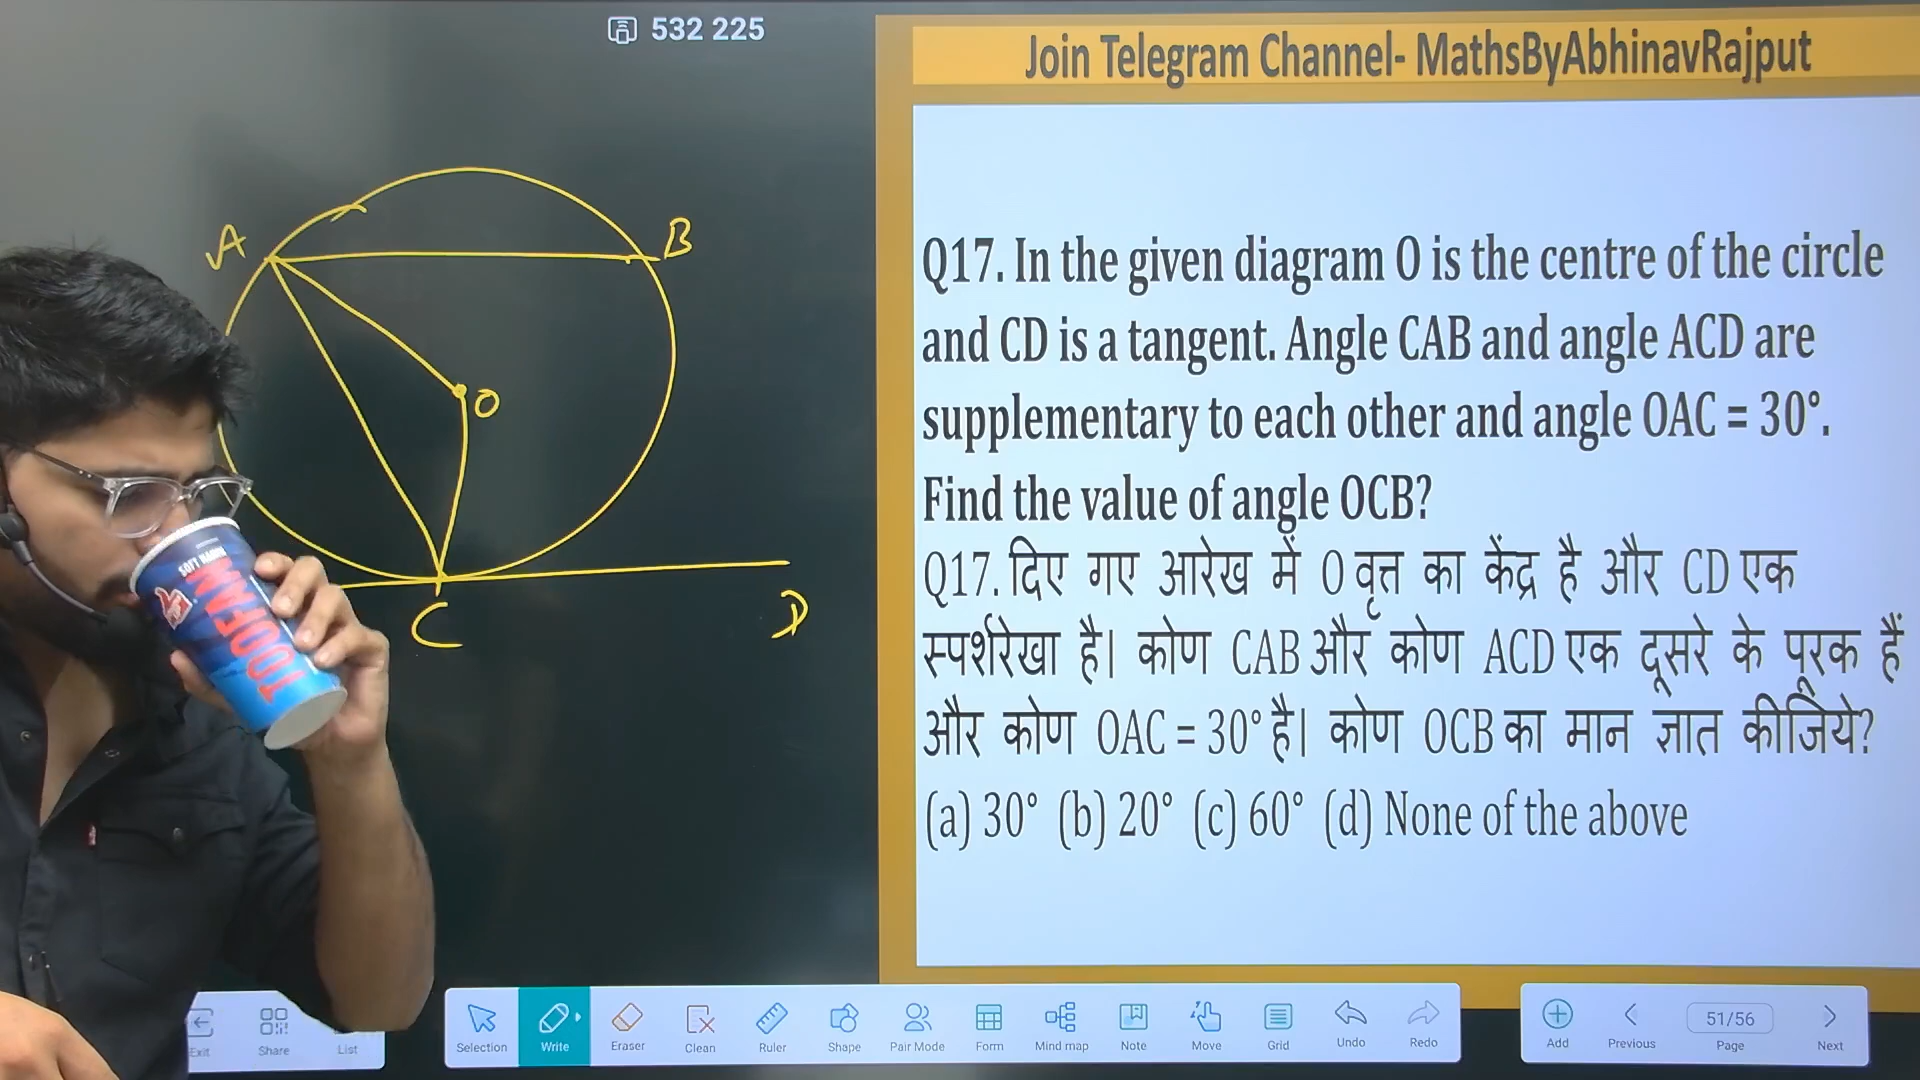 532 225
Join Telegram Channel- MathsByAbhinavRajput
A
B
O
C
D
SOFT
TOOFANI
Q17. In the given diagram O is the centre of the circle
and CD is a tangent. Angle CAB and angle ACD are
supplementary to each other and angle OAC = 30°.
Find the value of angle OCB?
Q17. दिए गए आरेख में O वृत्त का केंद्र है और CD एक
स्पर्शरेखा है। कोण CAB और कोण ACD एक दूसरे के पूरक हैं
और कोण OAC = 30° है। कोण OCB का मान ज्ञात कीजिये?
(a) 30° (b) 20° (c) 60° (d) None of the above
Exit Share List
Selection Write Eraser Clean Ruler Shape Pair Mode Form Mind map Note Move Grid Undo Redo
Add Previous 51/56 Page Next